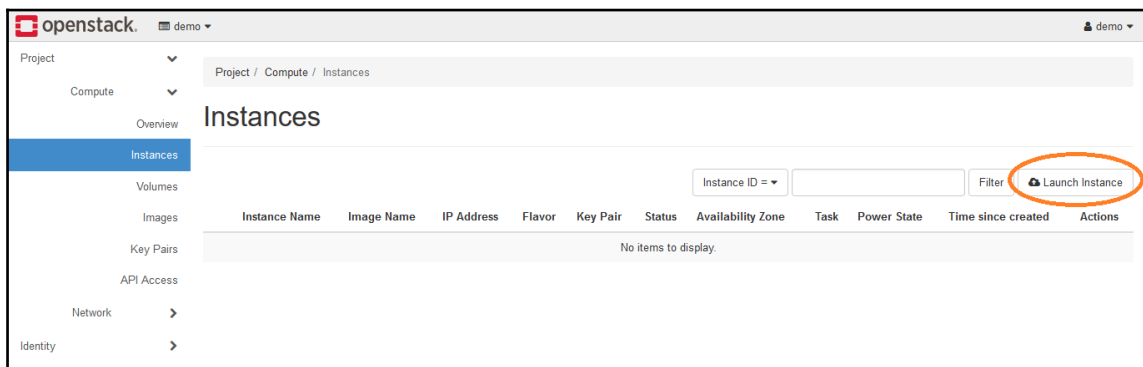 openstack. demo demo
Project
Project / Compute / Instances
Compute
Overview
Instances
Instances
Volumes
Instance ID = Filter Launch Instance
Images
Instance Name Image Name IP Address Flavor Key Pair Status Availability Zone Task Power State Time since created Actions
Key Pairs
No items to display.
API Access
Network
Identity